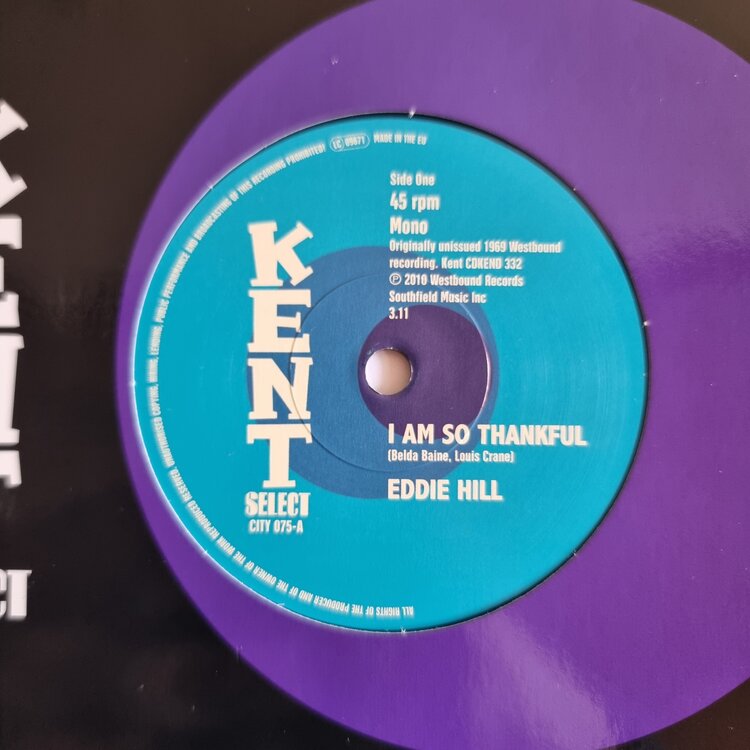 KENT
SELECT
CITY 075-A
Side One
45 rpm
Mono
Originally unissued 1969 Westbound
recording. Kent CDKEND 332
℗ 2010 Westbound Records
Southfield Music Inc
3.11
I AM SO THANKFUL
(Belda Baine, Louis Crane)
EDDIE HILL
ALL RIGHTS OF THE PRODUCER AND OF THE OWNER OF THE WORK REPRODUCED RESERVED. UNAUTHORISED COPYING, HIRING, LENDING, PUBLIC PERFORMANCE AND BROADCASTING OF THIS RECORDING PROHIBITED! LC 09671 MADE IN THE EU
KENT